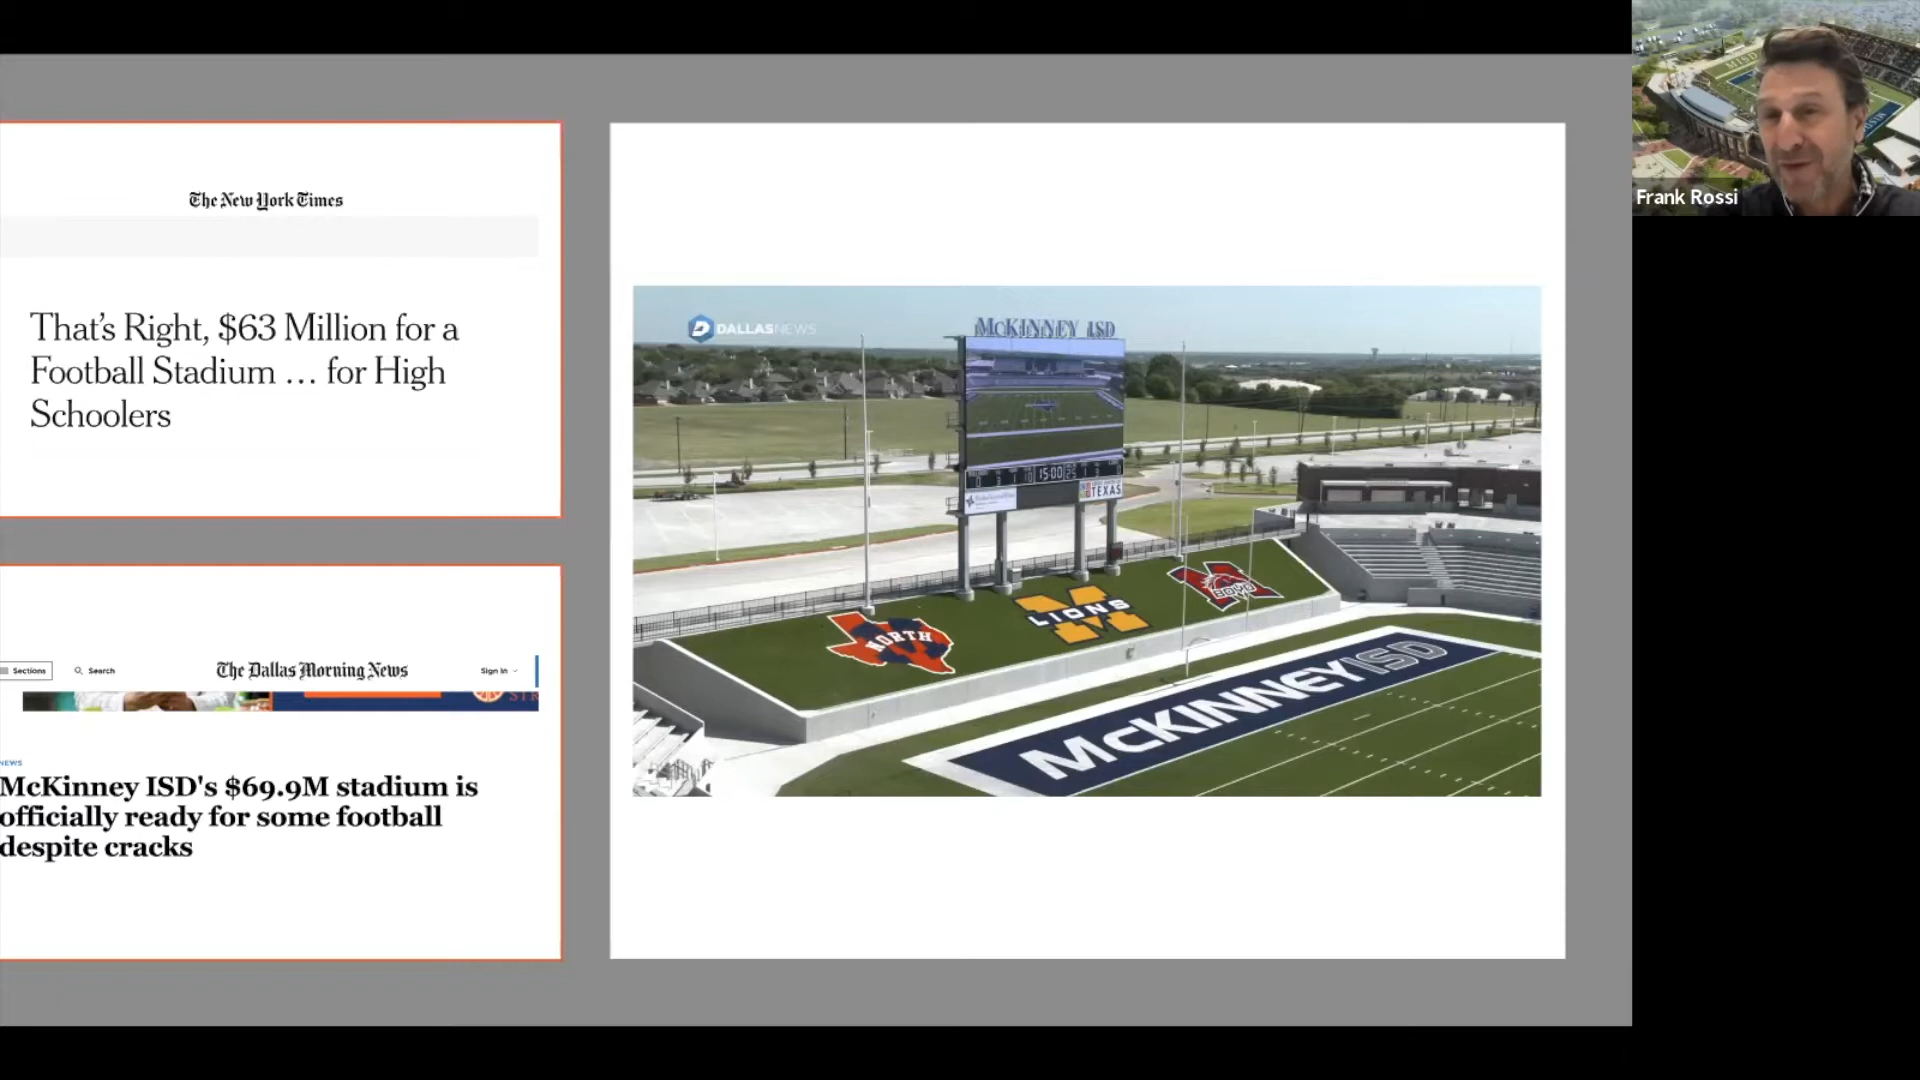 The New York Times
That's Right, $63 Million for a
Football Stadium … for High
Schoolers
Sections
Search
The Dallas Morning News
Sign In
STR
NEWS
McKinney ISD's $69.9M stadium is
officially ready for some football
despite cracks
DALLASNEWS
McKINNEY ISD
15:00
TEXAS
NORTH
LIONS
BOYD
McKINNEY ISD
MISD
Frank Rossi